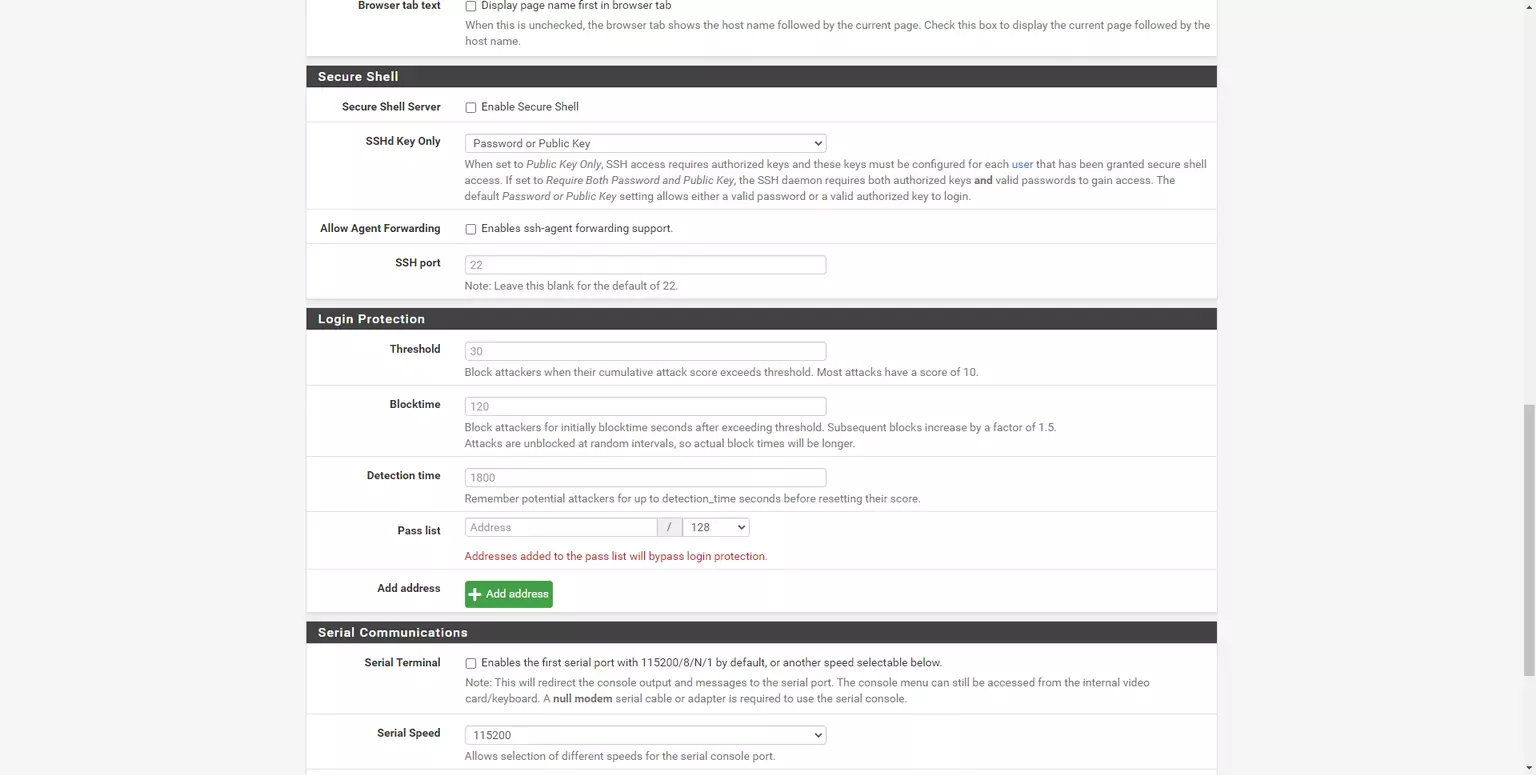 Browser tab text
Display page name first in browser tab
When this is unchecked, the browser tab shows the host name followed by the current page. Check this box to display the current page followed by the
host name.
Secure Shell
Secure Shell Server
Enable Secure Shell
SSHd Key Only
Password or Public Key
When set to Public Key Only, SSH access requires authorized keys and these keys must be configured for each user that has been granted secure shell
access. If set to Require Both Password and Public Key, the SSH daemon requires both authorized keys and valid passwords to gain access. The
default Password or Public Key setting allows either a valid password or a valid authorized key to login.
Allow Agent Forwarding
Enables ssh-agent forwarding support.
SSH port
22
Note: Leave this blank for the default of 22.
Login Protection
Threshold
30
Block attackers when their cumulative attack score exceeds threshold. Most attacks have a score of 10.
Blocktime
120
Block attackers for initially blocktime seconds after exceeding threshold. Subsequent blocks increase by a factor of 1.5.
Attacks are unblocked at random intervals, so actual block times will be longer.
Detection time
1800
Remember potential attackers for up to detection_time seconds before resetting their score.
Pass list
Address
/
128
Addresses added to the pass list will bypass login protection.
Add address
Add address
Serial Communications
Serial Terminal
Enables the first serial port with 115200/8/N/1 by default, or another speed selectable below.
Note: This will redirect the console output and messages to the serial port. The console menu can still be accessed from the internal video
card/keyboard. A null modem serial cable or adapter is required to use the serial console.
Serial Speed
115200
Allows selection of different speeds for the serial console port.